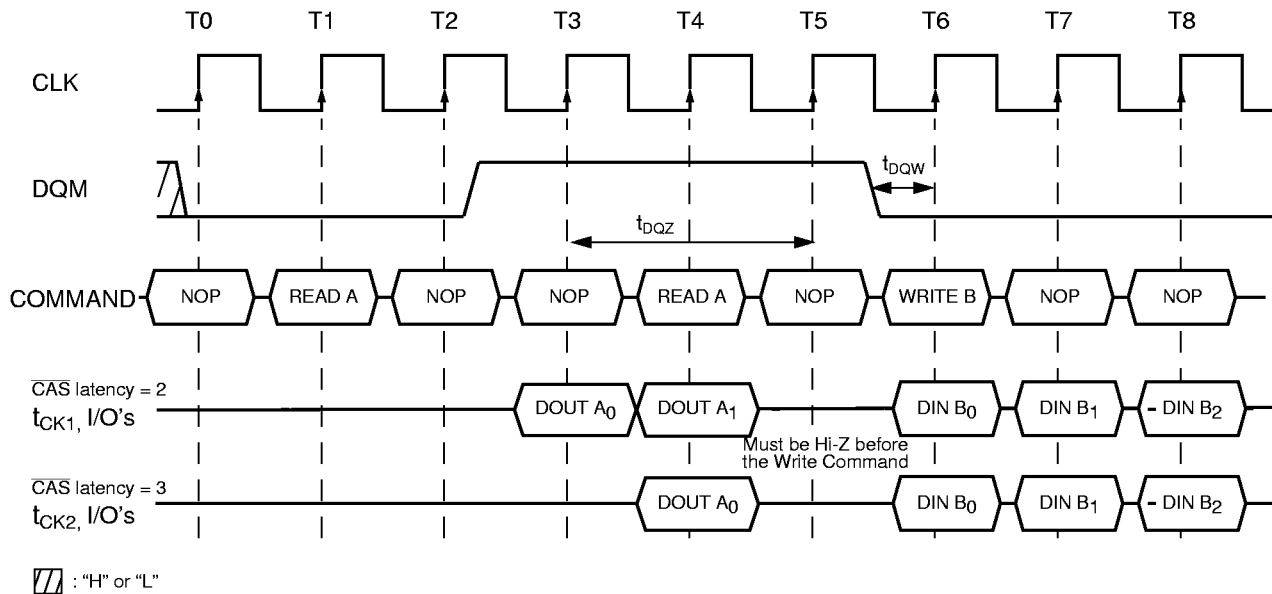 T0 T1 T2 T3 T4 T5 T6 T7 T8
CLK
DQM
tDQW
tDQZ
COMMAND NOP READ A NOP NOP READ A NOP WRITE B NOP NOP
CAS latency = 2
tCK1, I/O's DOUT A0 DOUT A1 DIN B0 DIN B1 DIN B2
Must be Hi-Z before
the Write Command
CAS latency = 3
tCK2, I/O's DOUT A0 DIN B0 DIN B1 DIN B2
: “H” or “L”